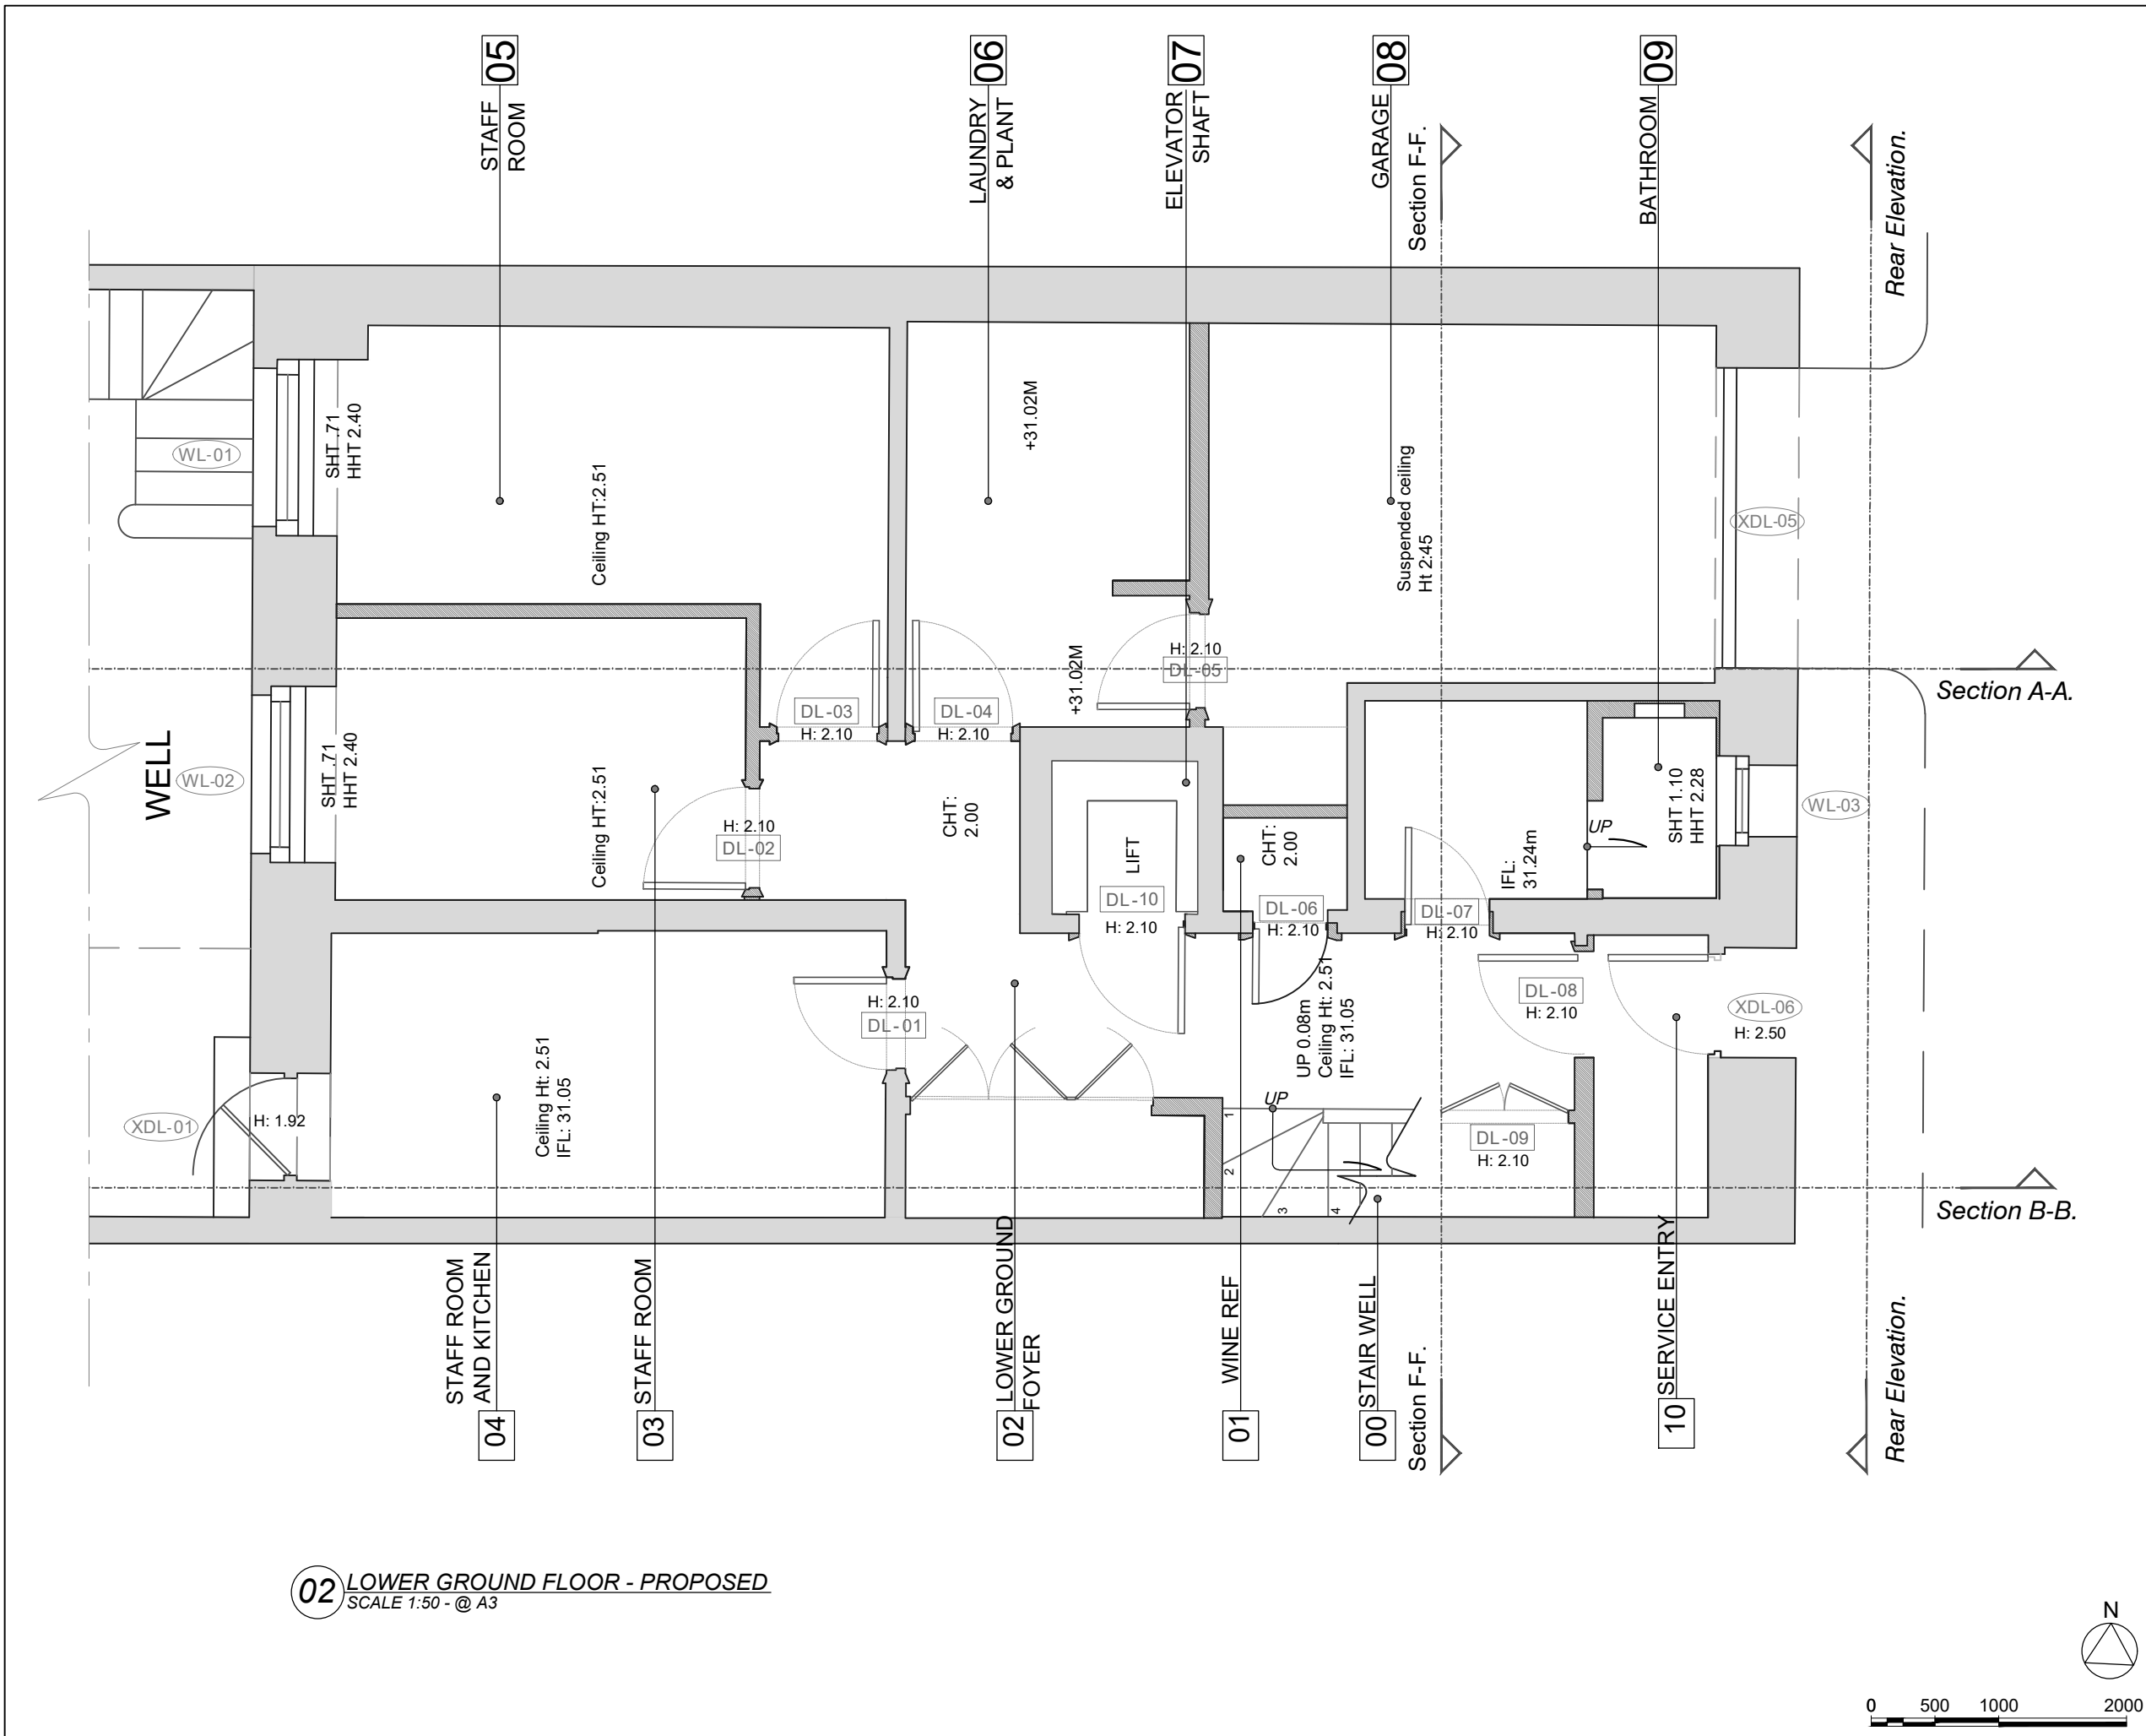 05
STAFF
ROOM
06
LAUNDRY
& PLANT
07
ELEVATOR
SHAFT
08
GARAGE
Section F-F.
09
BATHROOM
Rear Elevation.
WL-01
SHT .71
HHT 2.40
Ceiling HT:2.51
+31.02M
Suspended ceiling
Ht 2:45
XDL-05
+31.02M
H: 2.10
DL-05
Section A-A.
DL-03
H: 2.10
DL-04
H: 2.10
WELL
WL-02
SHT .71
HHT 2.40
Ceiling HT:2.51
H: 2.10
DL-02
CHT:
2.00
LIFT
DL-10
H: 2.10
CHT:
2.00
DL-06
H: 2.10
IFL:
31.24m
DL-07
H: 2.10
UP
SHT 1.10
HHT 2.28
WL-03
H: 2.10
DL-01
UP 0.08m
Ceiling Ht: 2.51
IFL: 31.05
DL-08
H: 2.10
XDL-06
H: 2.50
XDL-01
H: 1.92
Ceiling Ht: 2.51
IFL: 31.05
UP
1
2
3
4
DL-09
H: 2.10
Section B-B.
STAFF ROOM
AND KITCHEN
04
STAFF ROOM
03
LOWER GROUND
FOYER
02
WINE REF
01
STAIR WELL
00
Section F-F.
SERVICE ENTRY
10
Rear Elevation.
02 LOWER GROUND FLOOR - PROPOSED
SCALE 1:50 - @ A3
N
0 500 1000 2000